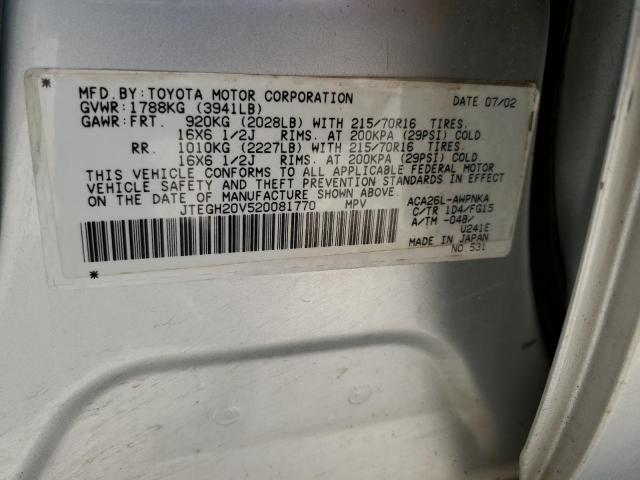 MFD. BY: TOYOTA MOTOR CORPORATION DATE 07/02
GVWR: 1788KG (3941LB)
GAWR: FRT. 920KG (2028LB) WITH 215/70R16 TIRES.
16X6 1/2J RIMS. AT 200KPA (29PSI) COLD
RR. 1010KG (2227LB) WITH 215/70R16 TIRES.
16X6 1/2J RIMS. AT 200KPA (29PSI) COLD.
THIS VEHICLE CONFORMS TO ALL APPLICABLE FEDERAL MOTOR
VEHICLE SAFETY AND THEFT PREVENTION STANDARDS IN EFFECT
ON THE DATE OF MANUFACTURE SHOWN ABOVE.
JTEGH20V520081770 MPV
ACA26L-AWPNKA
C/TR 1D4/FG15
A/TM -04B/
U241E
MADE IN JAPAN
NO 531